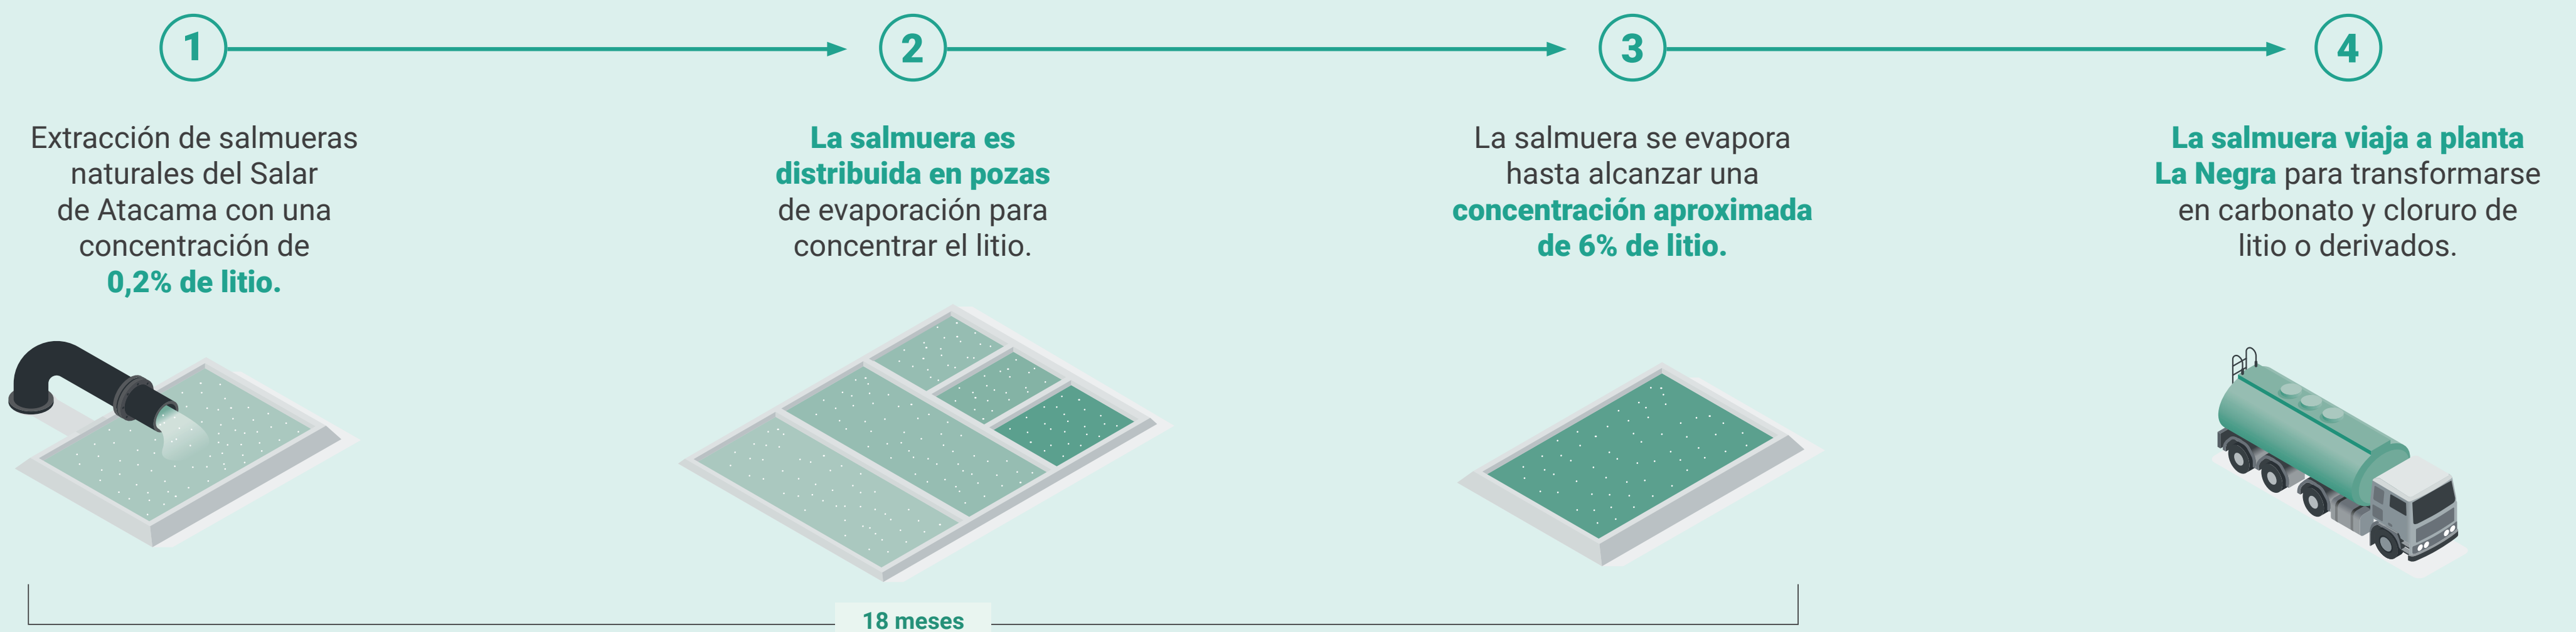 1
Extracción de salmueras
naturales del Salar
de Atacama con una
concentración de
0,2% de litio.
2
La salmuera es
distribuida en pozas
de evaporación para
concentrar el litio.
3
La salmuera se evapora
hasta alcanzar una
concentración aproximada
de 6% de litio.
4
La salmuera viaja a planta
La Negra para transformarse
en carbonato y cloruro de
litio o derivados.
18 meses